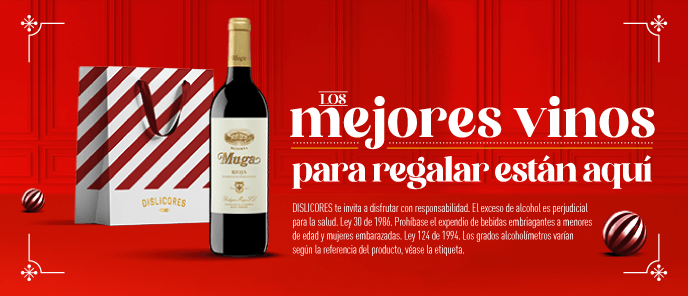 LOS
mejores vinos
para regalar están aquí
DISLICORES te invita a disfrutar con responsabilidad. El exceso de alcohol es perjudicial
para la salud. Ley 30 de 1986. Prohíbase el expendio de bebidas embriagantes a menores
de edad y mujeres embarazadas. Ley 124 de 1994. Los grados alcoholímetros varían
según la referencia del producto, véase la etiqueta.
DISLICORES
Muga
Muga
RIOJA